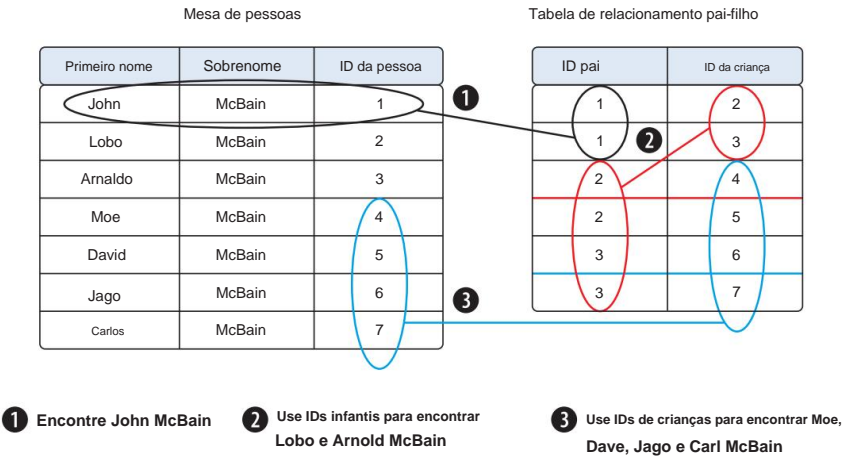 Mesa de pessoas
Tabela de relacionamento pai-filho
Primeiro nome Sobrenome ID da pessoa
John McBain 1
Lobo McBain 2
Arnaldo McBain 3
Moe McBain 4
David McBain 5
Jago McBain 6
Carlos McBain 7
ID pai ID da criança
1 2
1 3
2 4
2 5
3 6
3 7
1
2
3
1 Encontre John McBain
2 Use IDs infantis para encontrar
Lobo e Arnold McBain
3 Use IDs de crianças para encontrar Moe,
Dave, Jago e Carl McBain